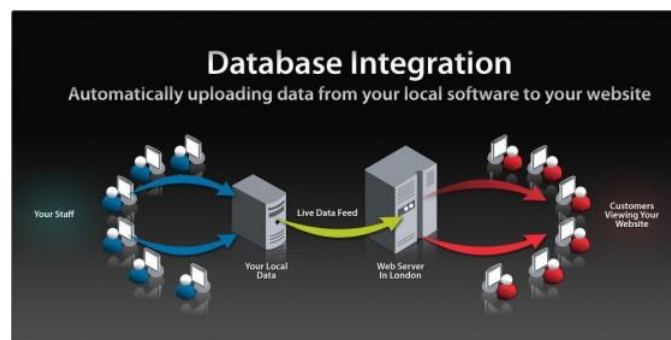 Database Integration
Automatically uploading data from your local software to your website
Your Staff
Live Data Feed
Your Local
Data
Web Server
In London
Customers
Viewing Your
Website